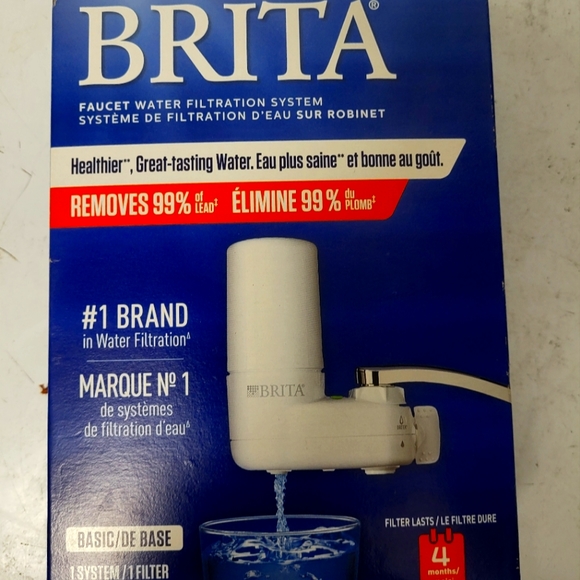 BRITA®
FAUCET WATER FILTRATION SYSTEM
SYSTÈME DE FILTRATION D'EAU SUR ROBINET
Healthier**, Great-tasting Water. Eau plus saine** et bonne au goût.
REMOVES 99% of LEAD‡ ÉLIMINE 99% du PLOMB‡
#1 BRAND
in Water Filtration∆
MARQUE Nº 1
de systèmes
de filtration d'eau∆
BRITA
FILTER LASTS / LE FILTRE DURE
4
months/
BASIC/DE BASE
1 SYSTEM / 1 FILTER